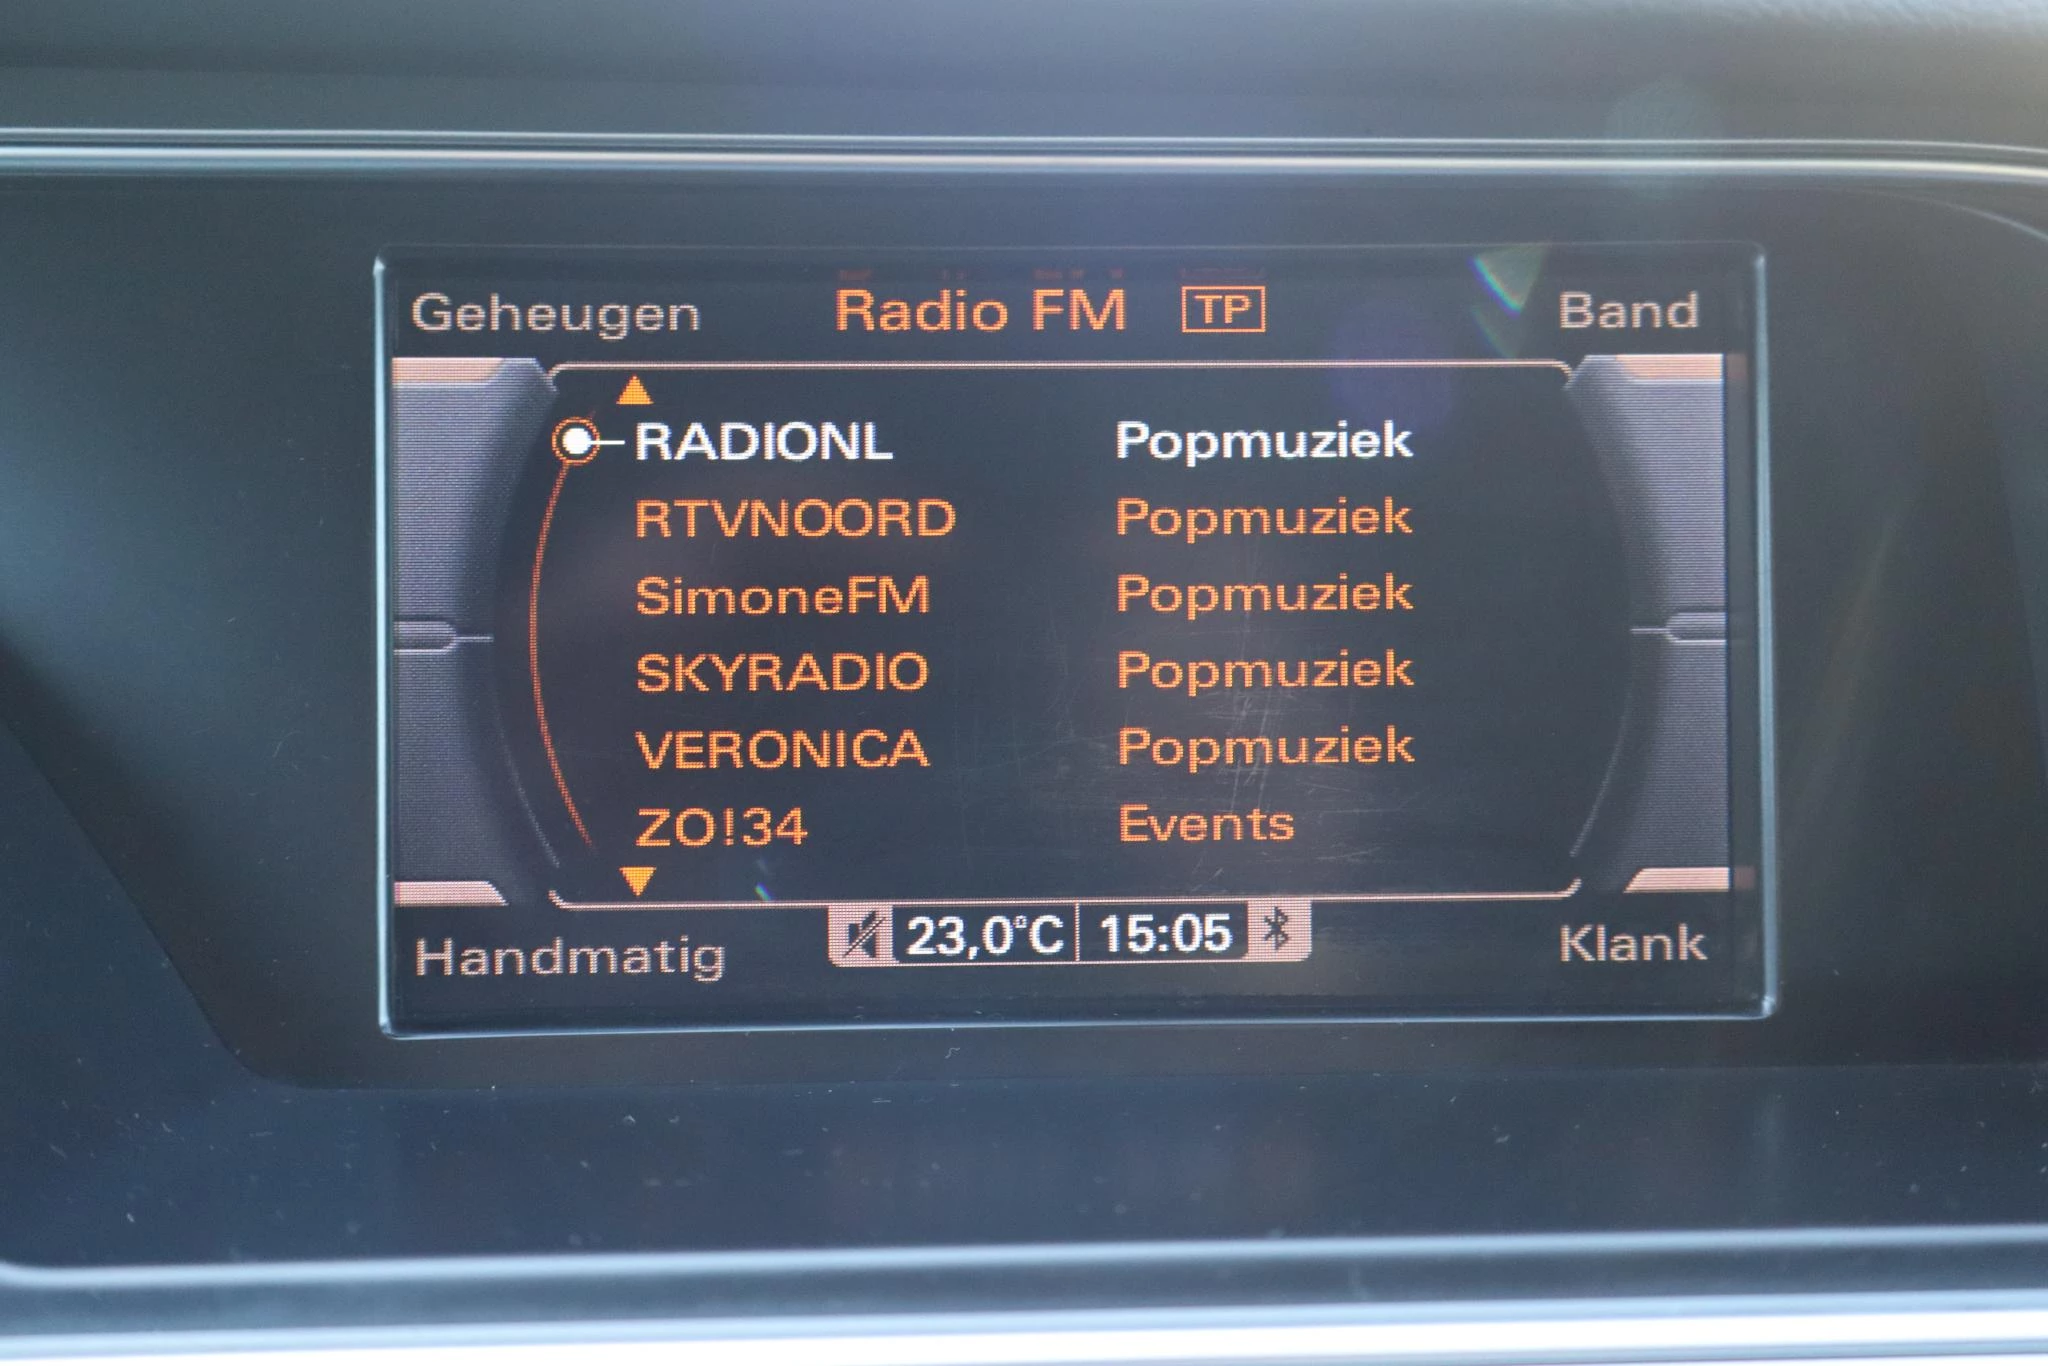 Geheugen Radio FM TP Band
RADIONL Popmuziek
RTVNOORD Popmuziek
SimoneFM Popmuziek
SKYRADIO Popmuziek
VERONICA Popmuziek
ZO!34 Events
Handmatig 23,0°C 15:05 Klank